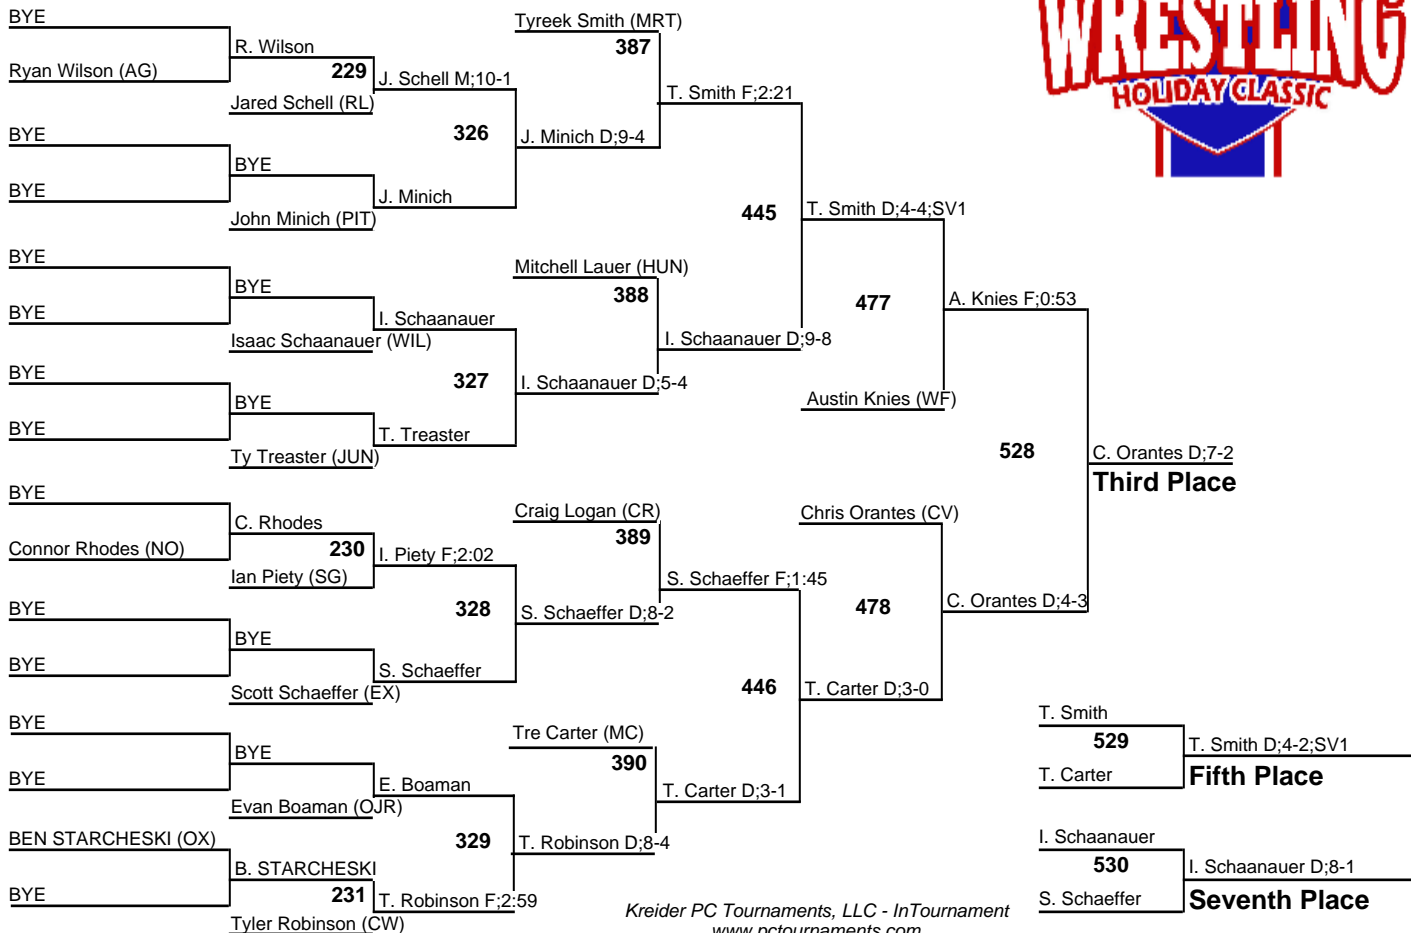 BYE
Ryan Wilson (AG)
BYE
BYE
BYE
BYE
BYE
BYE
BYE
Connor Rhodes (NO)
BYE
BYE
BYE
BYE
BEN STARCHESKI (OX)
BYE
R. Wilson
229
Jared Schell (RL)
BYE
John Minich (PIT)
BYE
Isaac Schaanauer (WIL)
BYE
Ty Treaster (JUN)
C. Rhodes
230
Ian Piety (SG)
BYE
Scott Schaeffer (EX)
BYE
Evan Boaman (OJR)
B. STARCHESKI
231
Tyler Robinson (CW)
J. Schell M;10-1
326
J. Minich
I. Schaanauer
327
T. Treaster
I. Piety F;2:02
328
S. Schaeffer
E. Boaman
329
T. Robinson F;2:59
Tyreek Smith (MRT)
387
J. Minich D;9-4
Mitchell Lauer (HUN)
388
I. Schaanauer D;5-4
Craig Logan (CR)
389
S. Schaeffer D;8-2
Tre Carter (MC)
390
T. Robinson D;8-4
T. Smith F;2:21
445
I. Schaanauer D;9-8
S. Schaeffer F;1:45
446
T. Carter D;3-1
T. Smith D;4-4;SV1
477
Austin Knies (WF)
Chris Orantes (CV)
478
T. Carter D;3-0
A. Knies F;0:53
528
C. Orantes D;4-3
C. Orantes D;7-2
Third Place
T. Smith
529
T. Carter
T. Smith D;4-2;SV1
Fifth Place
I. Schaanauer
530
S. Schaeffer
I. Schaanauer D;8-1
Seventh Place
WRESTLING
HOLIDAY CLASSIC
Kreider PC Tournaments, LLC - InTournament
www.pctournaments.com